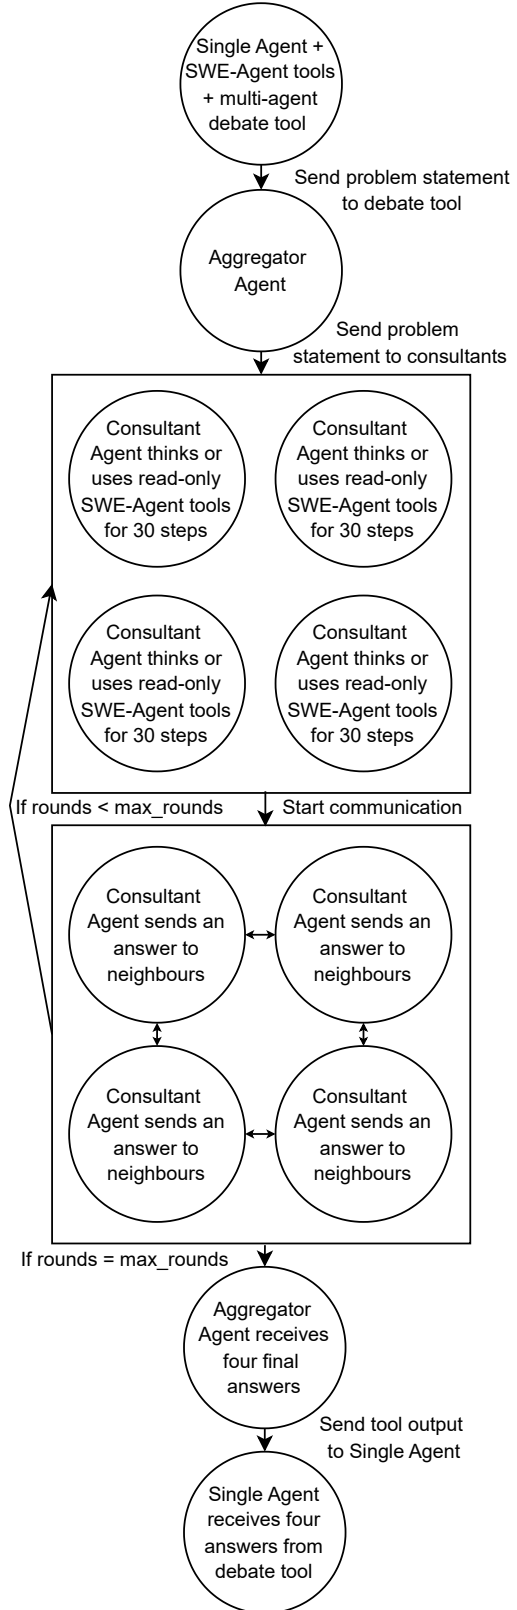 Single Agent +
SWE-Agent tools
+ multi-agent
debate tool
Send problem statement
to debate tool
Aggregator
Agent
Send problem
statement to consultants
Consultant
Agent thinks or
uses read-only
SWE-Agent tools
for 30 steps
Consultant
Agent thinks or
uses read-only
SWE-Agent tools
for 30 steps
Consultant
Agent thinks or
uses read-only
SWE-Agent tools
for 30 steps
Consultant
Agent thinks or
uses read-only
SWE-Agent tools
for 30 steps
If rounds < max_rounds
Start communication
Consultant
Agent sends an
answer to
neighbours
Consultant
Agent sends an
answer to
neighbours
Consultant
Agent sends an
answer to
neighbours
Consultant
Agent sends an
answer to
neighbours
If rounds = max_rounds
Aggregator
Agent receives
four final
answers
Send tool output
to Single Agent
Single Agent
receives four
answers from
debate tool